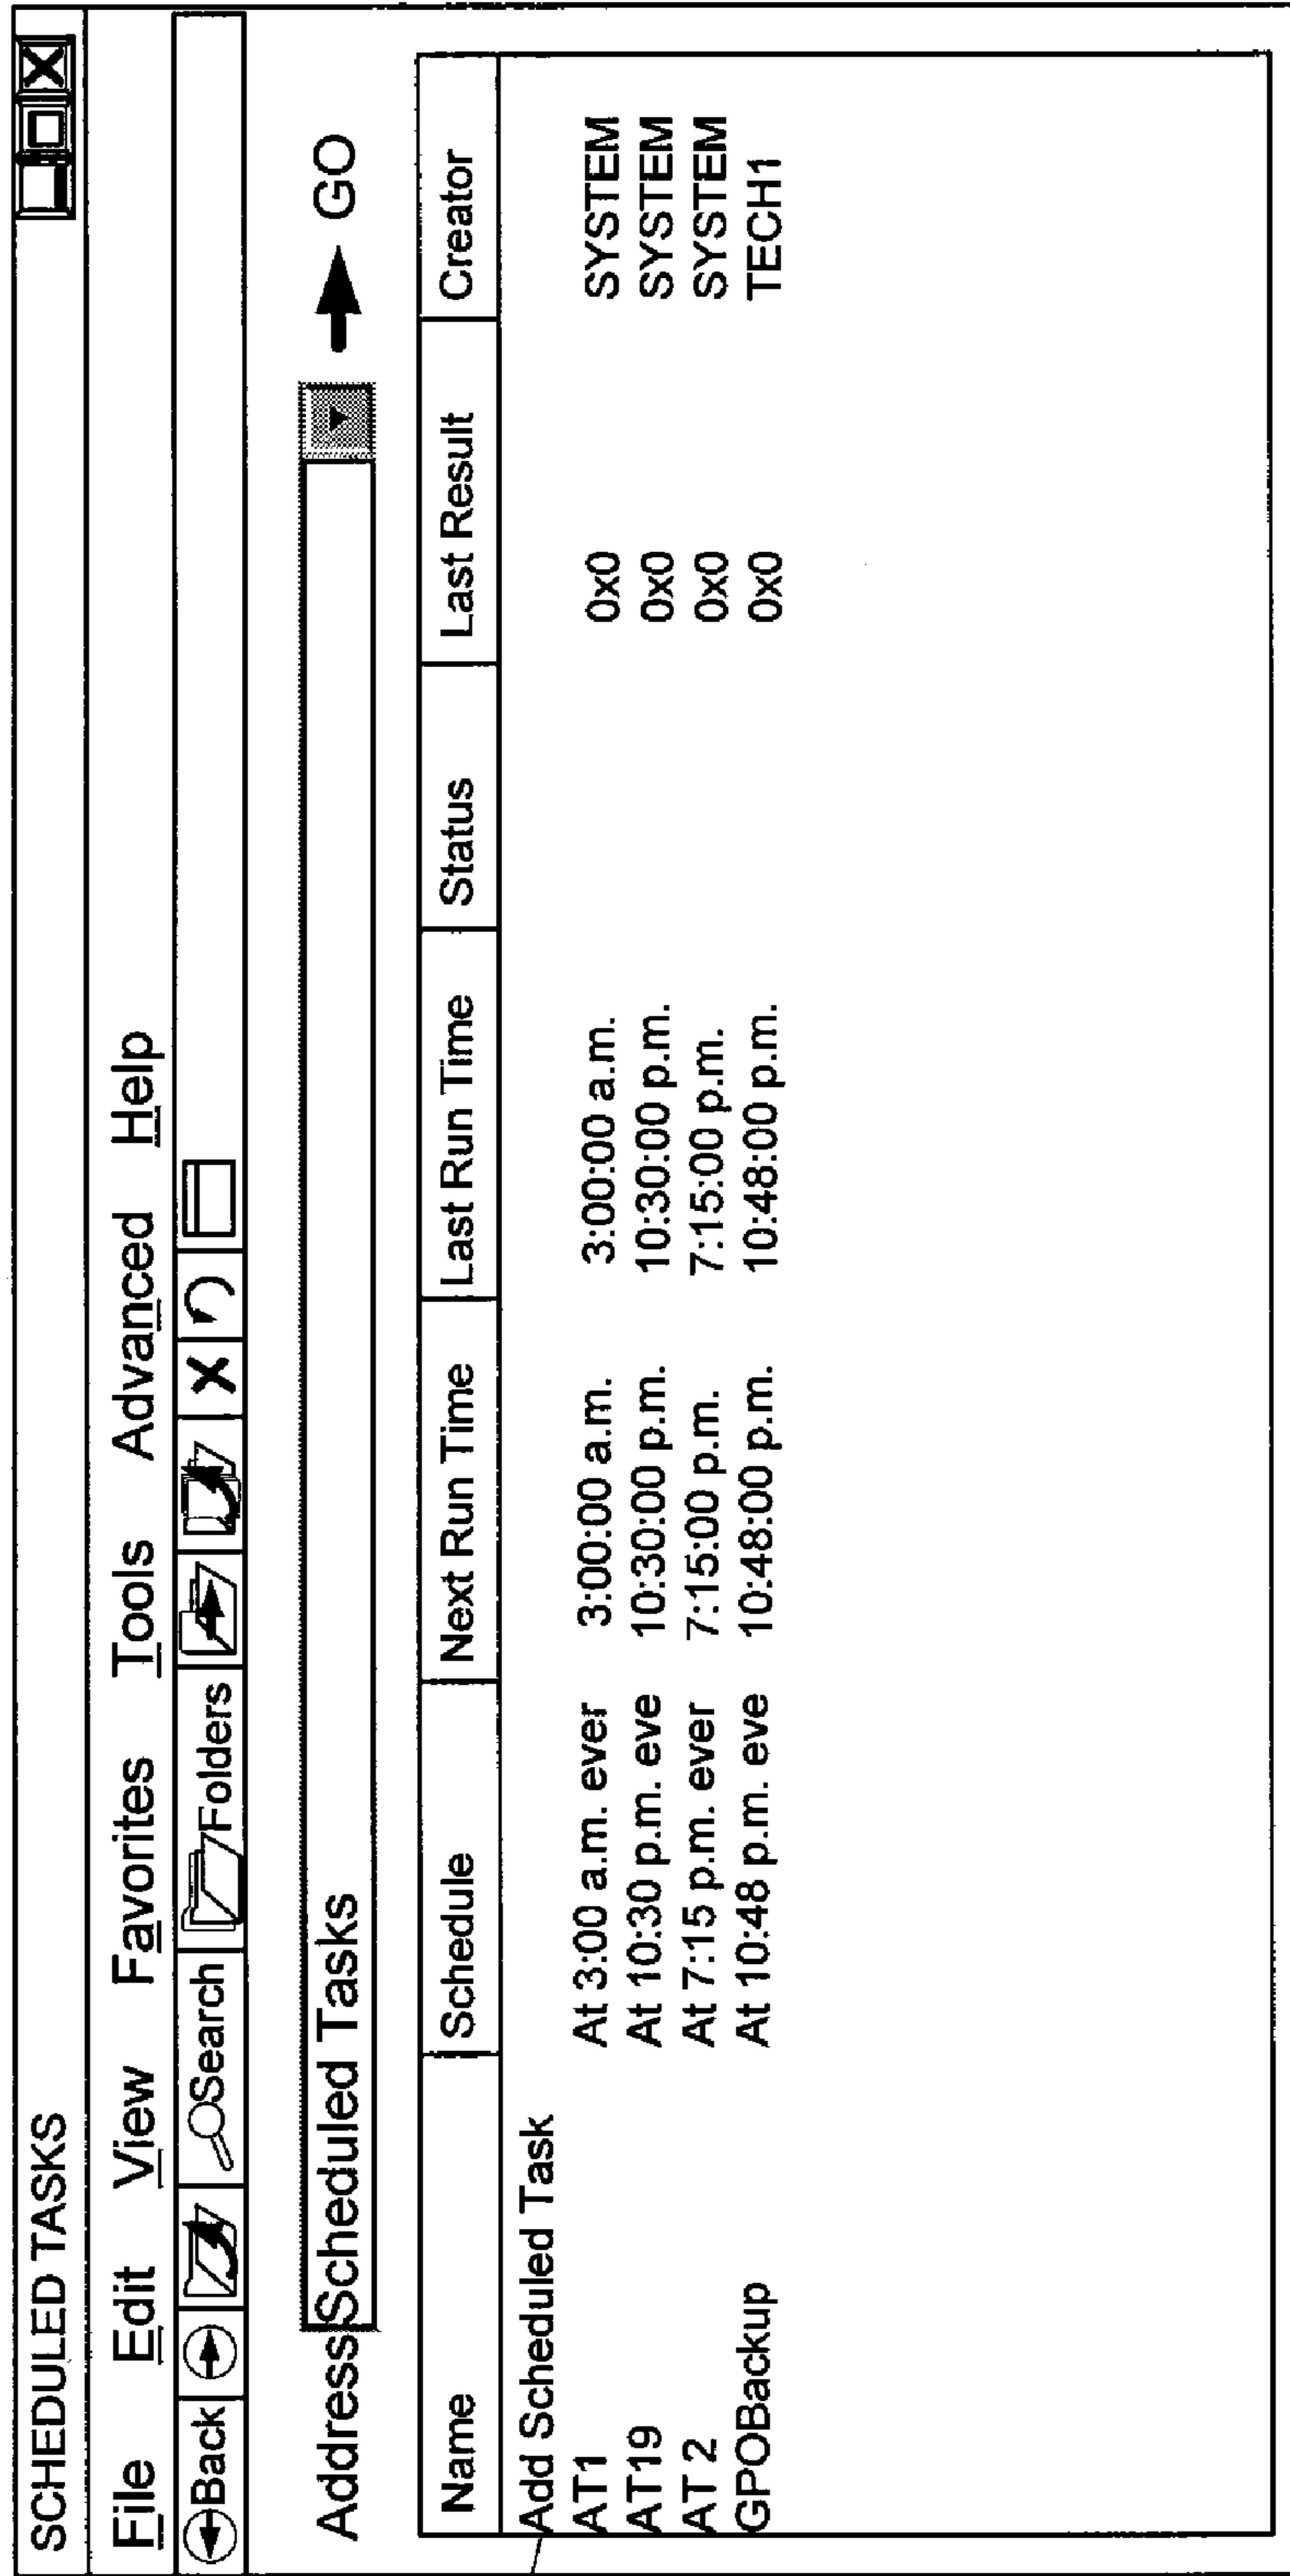 SCHEDULED TASKS
File Edit View Favorites Tools Advanced Help
Back Search Folders
Address Scheduled Tasks GO
Name Schedule Next Run Time Last Run Time Status Last Result Creator
Add Scheduled Task
AT1 At 3:00 a.m. ever 3:00:00 a.m. 3:00:00 a.m. 0x0 SYSTEM
AT19 At 10:30 p.m. eve 10:30:00 p.m. 10:30:00 p.m. 0x0 SYSTEM
AT 2 At 7:15 p.m. ever 7:15:00 p.m. 7:15:00 p.m. 0x0 SYSTEM
GPOBackup At 10:48 p.m. eve 10:48:00 p.m. 10:48:00 p.m. 0x0 TECH1